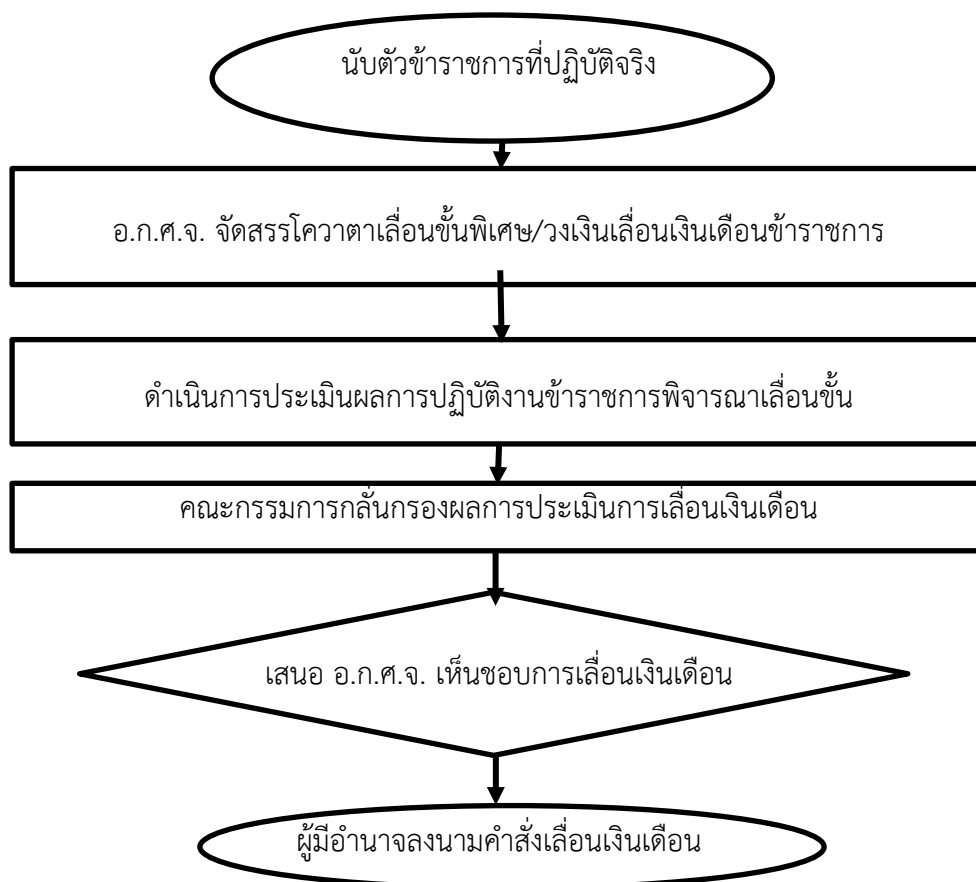 นับตัวข้าราชการที่ปฏิบัติจริง
อ.ก.ศ.จ. จัดสรรโควาตาเลื่อนขั้นพิเศษ/วงเงินเลื่อนเงินเดือนข้าราชการ
ดำเนินการประเมินผลการปฏิบัติงานข้าราชการพิจารณาเลื่อนขั้น
คณะกรรมการกลั่นกรองผลการประเมินการเลื่อนเงินเดือน
เสนอ อ.ก.ศ.จ. เห็นชอบการเลื่อนเงินเดือน
ผู้มีอำนาจลงนามคำสั่งเลื่อนเงินเดือน